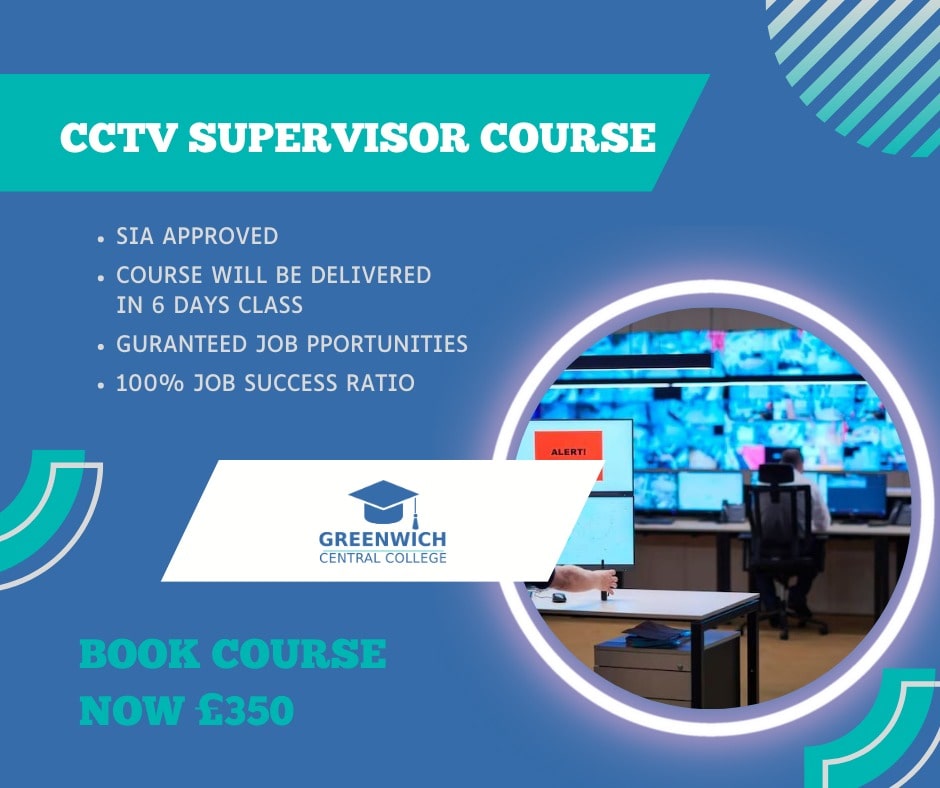 CCTV SUPERVISOR COURSE
• SIA APPROVED
• COURSE WILL BE DELIVERED
IN 6 DAYS CLASS
• GURANTEED JOB PPORTUNITIES
• 100% JOB SUCCESS RATIO
ALERT!
GREENWICH
CENTRAL COLLEGE
BOOK COURSE
NOW £350